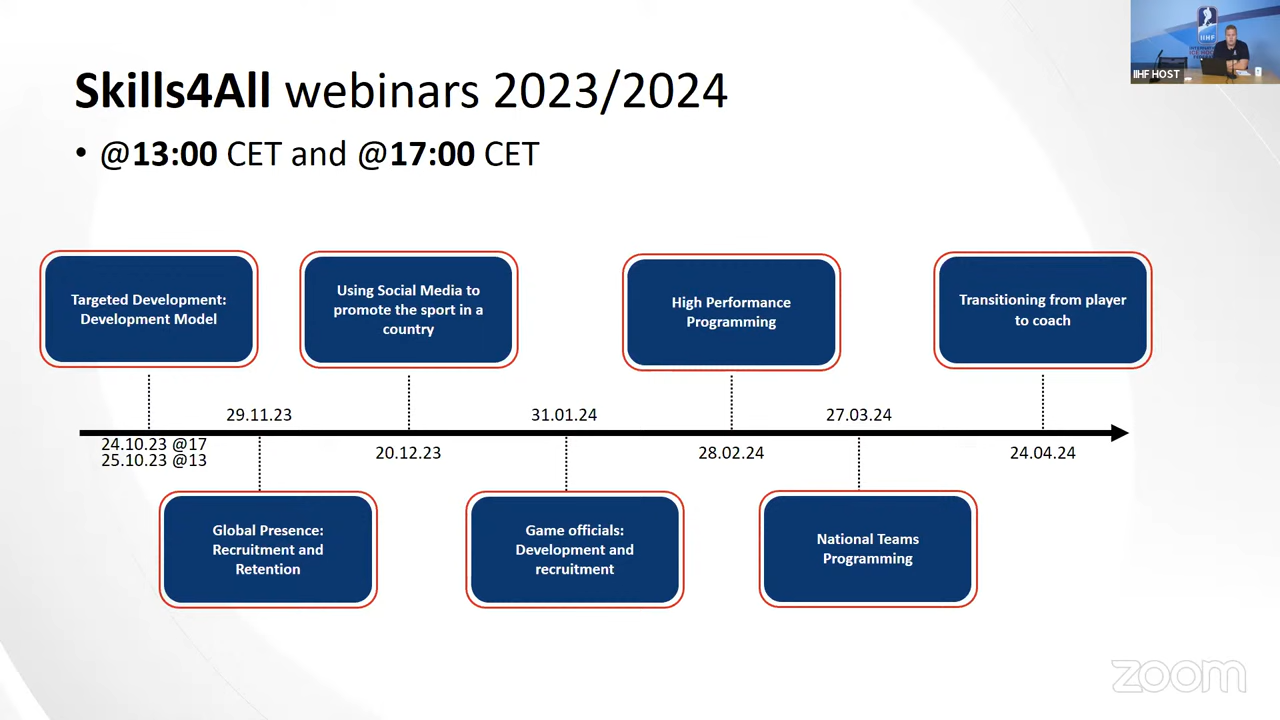 Skills4All webinars 2023/2024
• @13:00 CET and @17:00 CET
IIHF
IIHF HOST
Targeted Development:
Development Model
Using Social Media to
promote the sport in a
country
High Performance
Programming
Transitioning from player
to coach
29.11.23
31.01.24
27.03.24
24.10.23 @17
25.10.23 @13
20.12.23
28.02.24
24.04.24
Global Presence:
Recruitment and
Retention
Game officials:
Development and
recruitment
National Teams
Programming
zoom